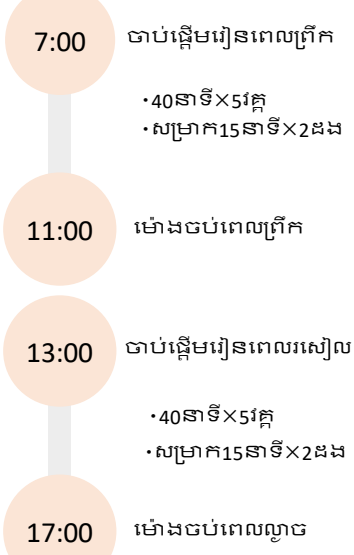 7:00 ចាប់ផ្តើមរៀនពេលព្រឹក
·40នាទី×5វគ្គ
·សម្រាក15នាទី×2ដង
11:00 ម៉ោងចប់ពេលព្រឹក
13:00 ចាប់ផ្តើមរៀនពេលរសៀល
·40នាទី×5វគ្គ
·សម្រាក15នាទី×2ដង
17:00 ម៉ោងចប់ពេលល្ងាច